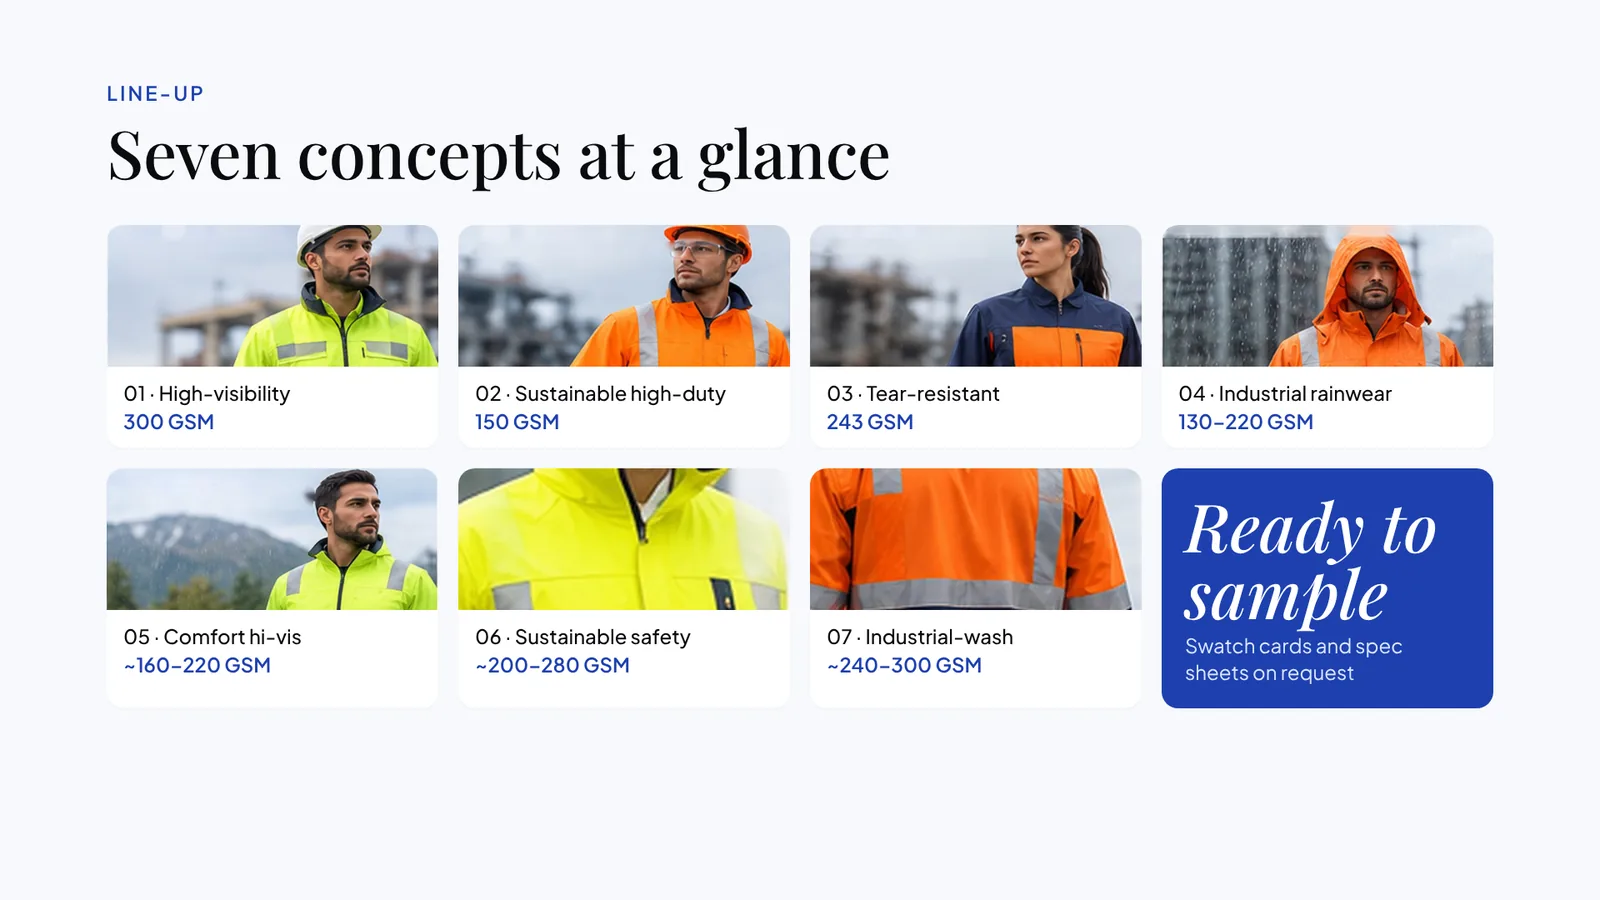 LINE-UP
Seven concepts at a glance
01 · High-visibility
300 GSM
02 · Sustainable high-duty
150 GSM
03 · Tear-resistant
243 GSM
04 · Industrial rainwear
130–220 GSM
05 · Comfort hi-vis
~160–220 GSM
06 · Sustainable safety
~200–280 GSM
07 · Industrial-wash
~240–300 GSM
Ready to
sample
Swatch cards and spec
sheets on request